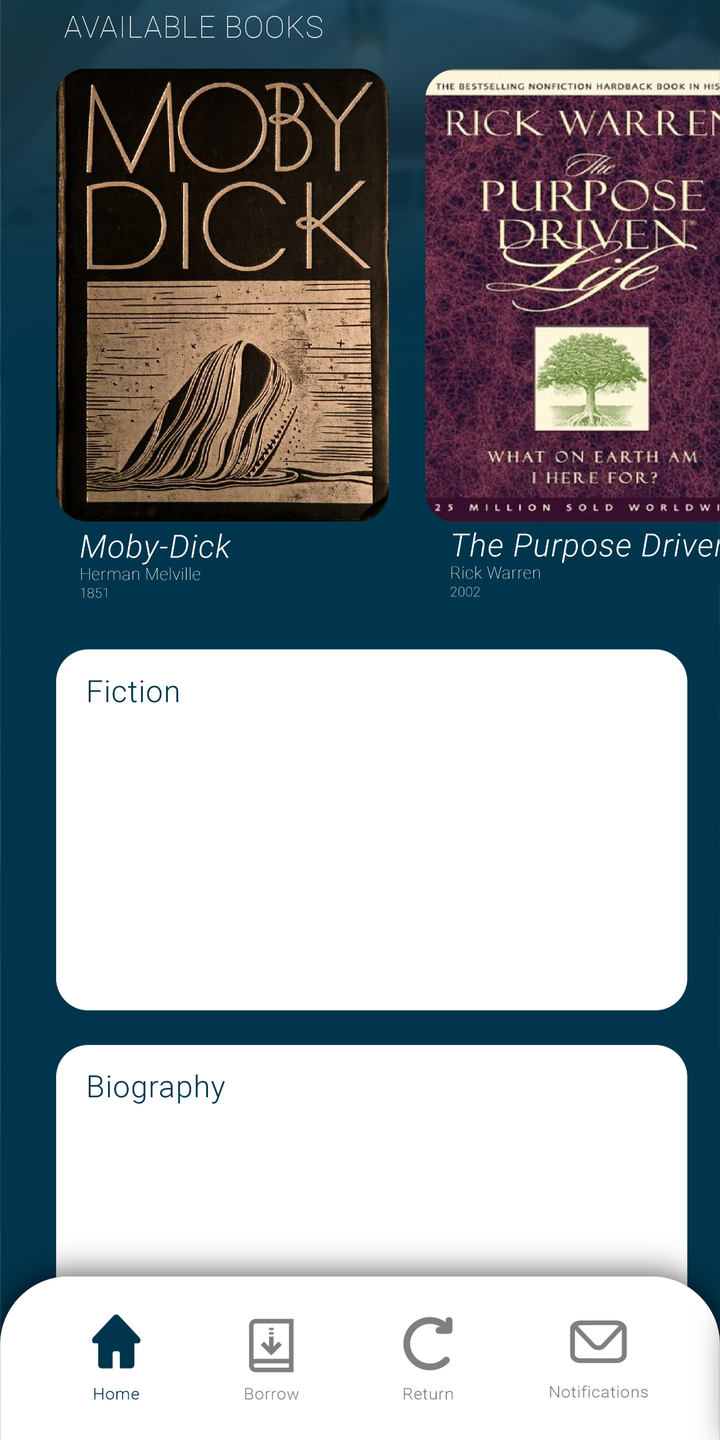 AVAILABLE BOOKS
MOBY
DICK
THE BESTSELLING NONFICTION HARDBACK BOOK IN HIS
RICK WARREN
The
PURPOSE
DRIVEN®
Life
WHAT ON EARTH AM
I HERE FOR?
25 MILLION SOLD WORLDWI
Moby-Dick
Herman Melville
1851
The Purpose Driven
Rick Warren
2002
Fiction
Biography
Home
Borrow
Return
Notifications